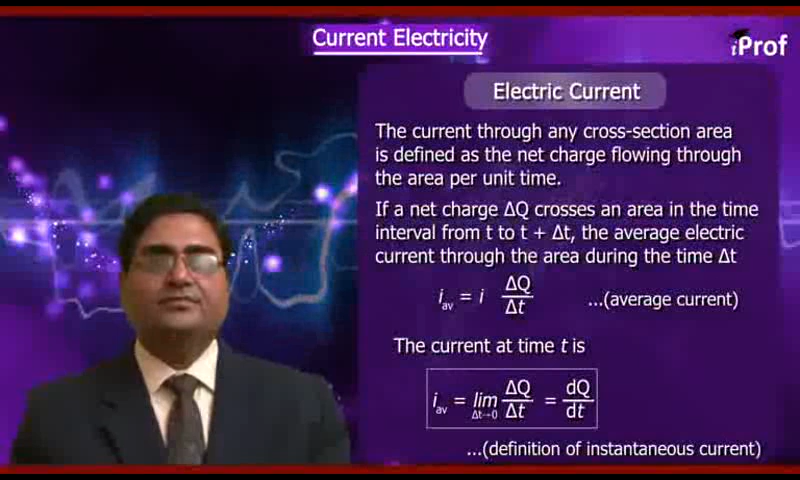 Current Electricity
iProf
Electric Current
The current through any cross-section area
is defined as the net charge flowing through
the area per unit time.
If a net charge ΔQ crosses an area in the time
interval from t to t + Δt, the average electric
current through the area during the time Δt
i_av = i ΔQ/Δt ...(average current)
The current at time t is
i_av = lim_{Δt→0} ΔQ/Δt = dQ/dt
...(definition of instantaneous current)